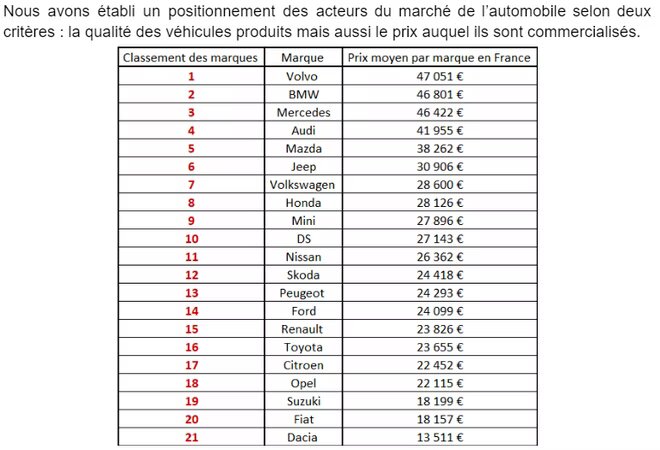 Nous avons établi un positionnement des acteurs du marché de l'automobile selon deux
critères : la qualité des véhicules produits mais aussi le prix auquel ils sont commercialisés.
Classement des marques Marque Prix moyen par marque en France
1 Volvo 47 051 €
2 BMW 46 801 €
3 Mercedes 46 422 €
4 Audi 41 955 €
5 Mazda 38 262 €
6 Jeep 30 906 €
7 Volkswagen 28 600 €
8 Honda 28 126 €
9 Mini 27 896 €
10 DS 27 143 €
11 Nissan 26 362 €
12 Skoda 24 418 €
13 Peugeot 24 293 €
14 Ford 24 099 €
15 Renault 23 826 €
16 Toyota 23 655 €
17 Citroen 22 452 €
18 Opel 22 115 €
19 Suzuki 18 199 €
20 Fiat 18 157 €
21 Dacia 13 511 €